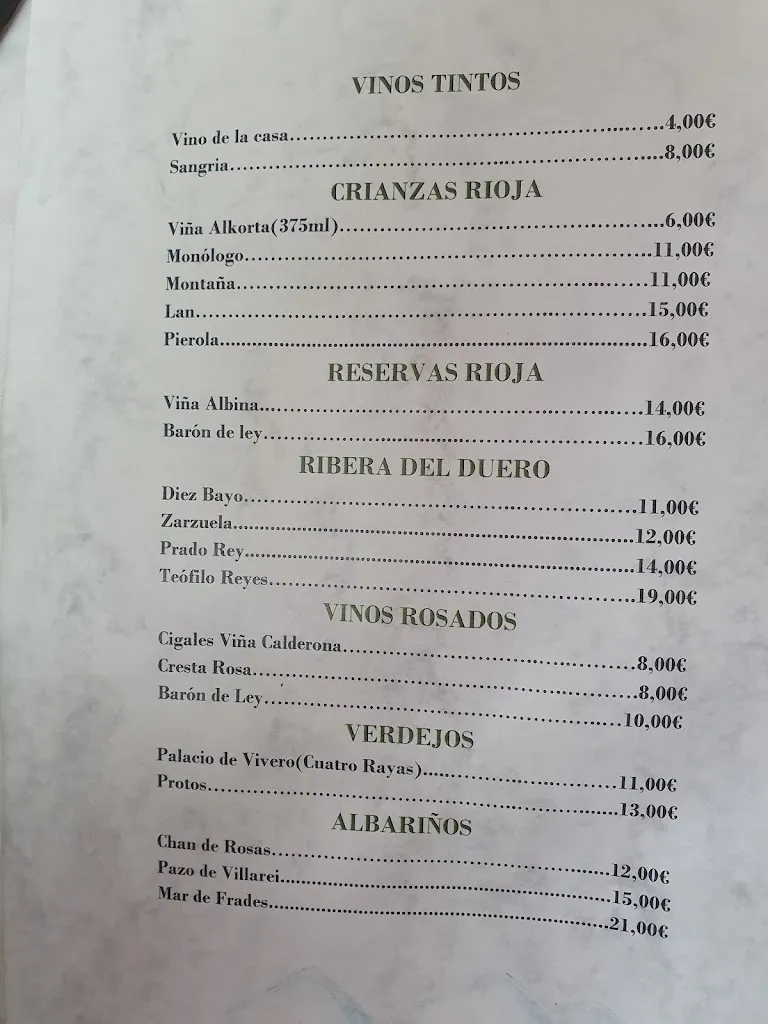 VINOS TINTOS
Vino de la casa........................................................4,00€
Sangria........................................................8,00€
CRIANZAS RIOJA
Viña Alkorta(375ml)........................................................6,00€
Monólogo........................................................11,00€
Montaña........................................................11,00€
Lan........................................................15,00€
Pierola........................................................16,00€
RESERVAS RIOJA
Viña Albina........................................................14,00€
Barón de ley........................................................16,00€
RIBERA DEL DUERO
Diez Bayo........................................................11,00€
Zarzuela........................................................12,00€
Prado Rey........................................................14,00€
Teófilo Reyes........................................................19,00€
VINOS ROSADOS
Cigales Viña Calderona........................................................8,00€
Cresta Rosa........................................................8,00€
Barón de Ley........................................................10,00€
VERDEJOS
Palacio de Vivero(Cuatro Rayas)........................................................11,00€
Protos........................................................13,00€
ALBARIÑOS
Chan de Rosas........................................................12,00€
Pazo de Villarei........................................................15,00€
Mar de Frades........................................................21,00€